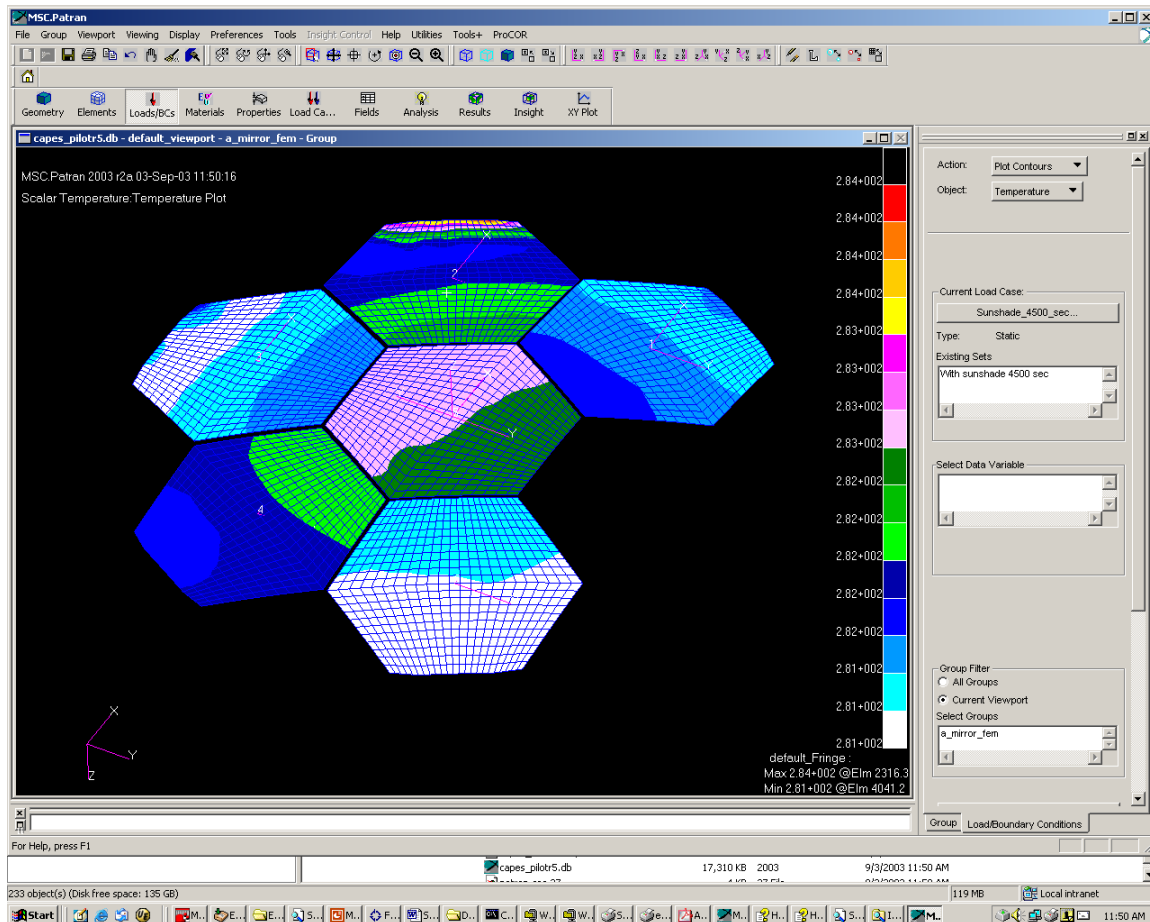 MSC.Patran
File Group Viewport Viewing Display Preferences Tools Insight Control Help Utilities Tools+ ProCOR
Geometry Elements Loads/BCs Materials Properties Load Ca... Fields Analysis Results Insight XY Plot
capes_pilotr5.db - default_viewport - a_mirror_fem - Group
MSC.Patran 2003 r2a 03-Sep-03 11:50:16
Scalar Temperature:Temperature Plot
2.84+002
2.84+002
2.84+002
2.84+002
2.83+002
2.83+002
2.83+002
2.83+002
2.82+002
2.82+002
2.82+002
2.82+002
2.82+002
2.81+002
2.81+002
2.81+002
X
2
1
3
Y
4
X
Y
Z
default_Fringe :
Max 2.84+002 @Elm 2316.3
Min 2.81+002 @Elm 4041.2
Action: Plot Contours
Object: Temperature
Current Load Case:
Sunshade_4500_sec...
Type: Static
Existing Sets
With sunshade 4500 sec
Select Data Variable
Group Filter
All Groups
Current Viewport
Select Groups
a_mirror_fem
Group Load/Boundary Conditions
For Help, press F1
capes_pilotr5.db 17,310 KB 2003 9/3/2003 11:50 AM
233 object(s) (Disk free space: 135 GB) 119 MB Local intranet
Start M.. E... E... S... M.. F... S... D... C... W.. W.. S... e... A... M... H.. H.. S... I... M.. 11:50 AM